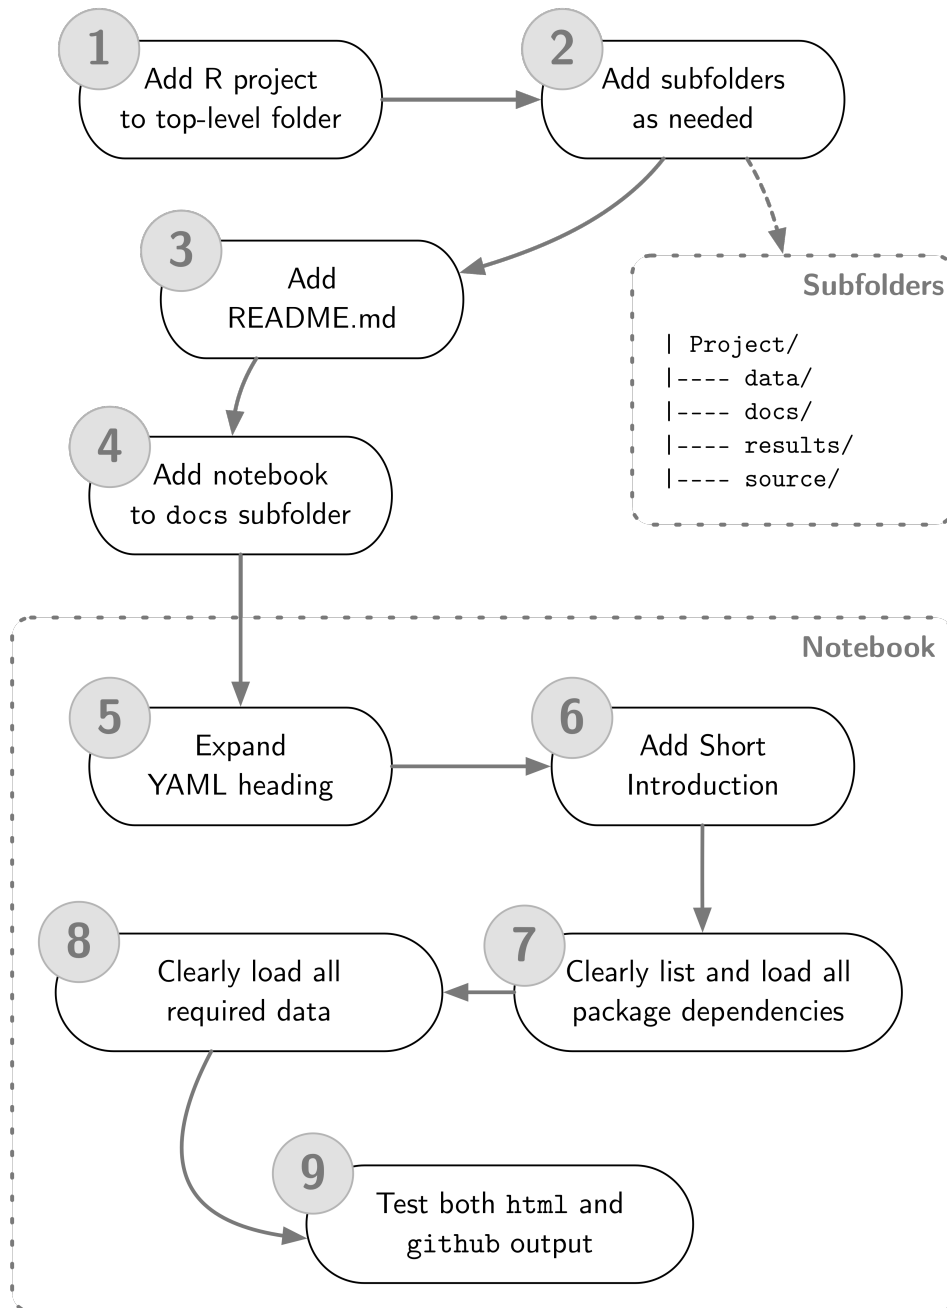 1
Add R project
to top-level folder
2
Add subfolders
as needed
3
Add
README.md
Subfolders
| Project/
|---- data/
|---- docs/
|---- results/
|---- source/
4
Add notebook
to docs subfolder
Notebook
5
Expand
YAML heading
6
Add Short
Introduction
7
Clearly list and load all
package dependencies
8
Clearly load all
required data
9
Test both html and
github output